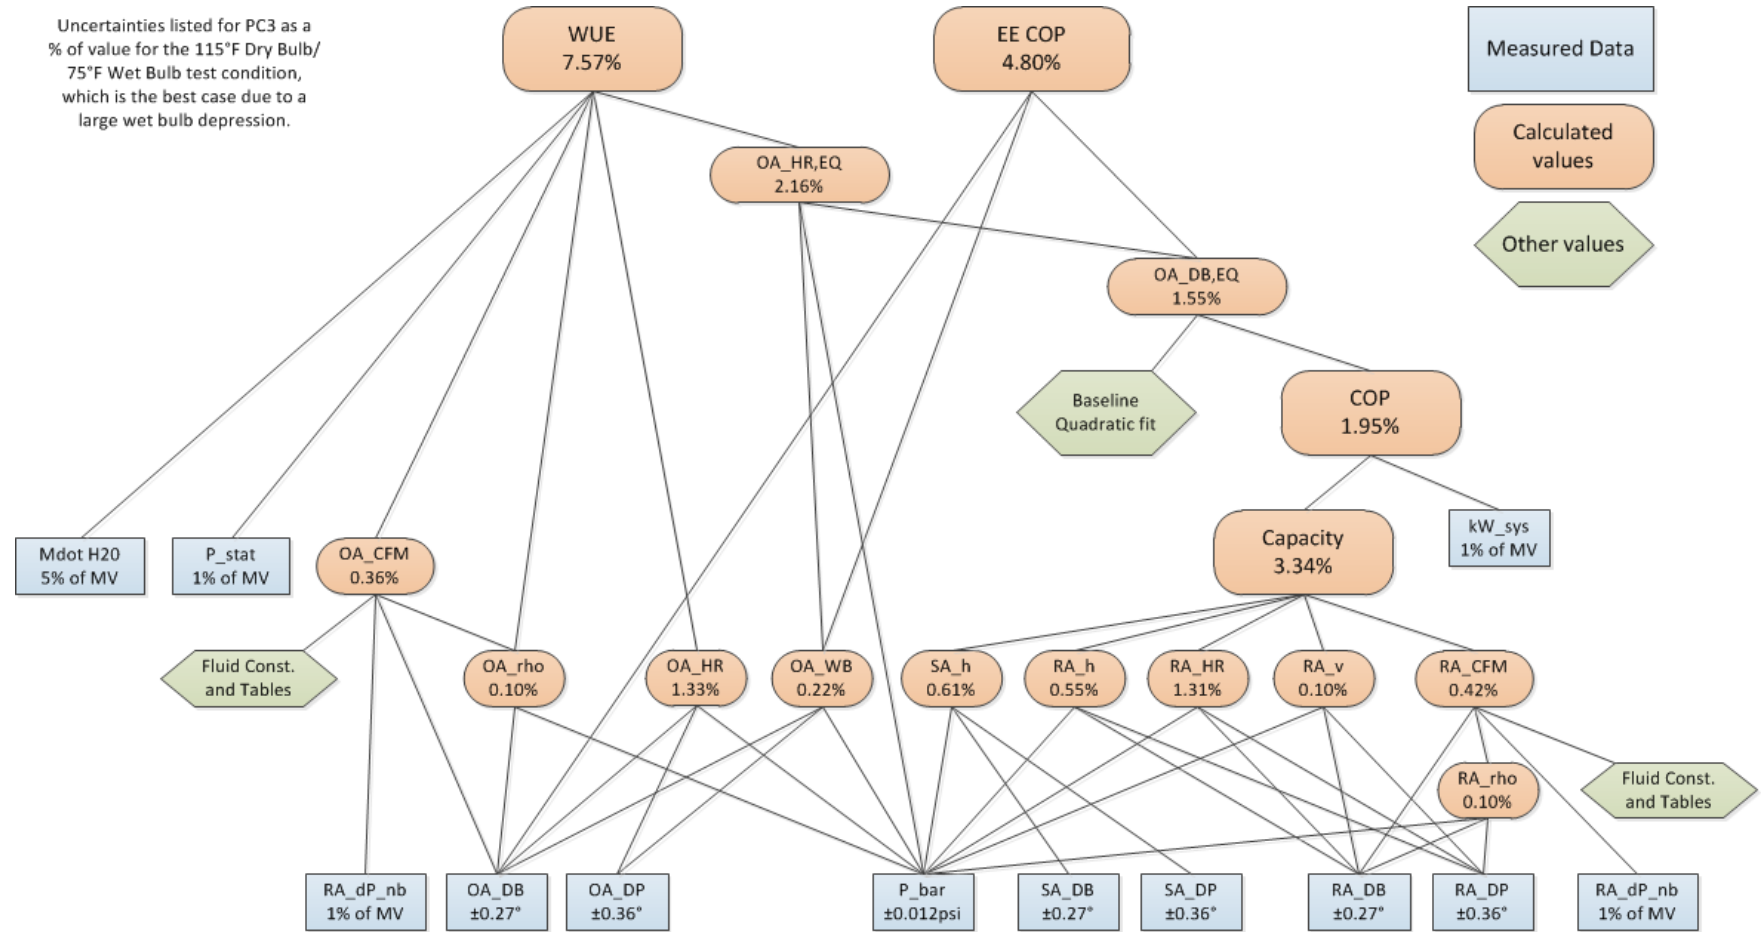 Uncertainties listed for PC3 as a
% of value for the 115°F Dry Bulb/
75°F Wet Bulb test condition,
which is the best case due to a
large wet bulb depression.
WUE
7.57%
EE COP
4.80%
Measured Data
Calculated
values
Other values
OA_HR,EQ
2.16%
OA_DB,EQ
1.55%
Baseline
Quadratic fit
COP
1.95%
Mdot H20
5% of MV
P_stat
1% of MV
OA_CFM
0.36%
Capacity
3.34%
kW_sys
1% of MV
Fluid Const.
and Tables
OA_rho
0.10%
OA_HR
1.33%
OA_WB
0.22%
SA_h
0.61%
RA_h
0.55%
RA_HR
1.31%
RA_v
0.10%
RA_CFM
0.42%
RA_rho
0.10%
Fluid Const.
and Tables
RA_dP_nb
1% of MV
OA_DB
±0.27°
OA_DP
±0.36°
P_bar
±0.012psi
SA_DB
±0.27°
SA_DP
±0.36°
RA_DB
±0.27°
RA_DP
±0.36°
RA_dP_nb
1% of MV